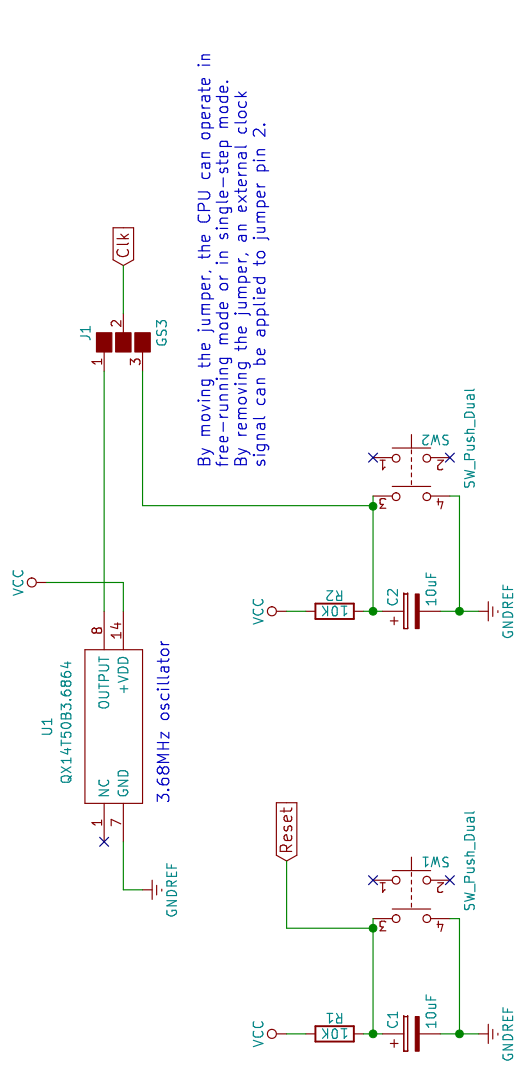 U1
QX14T50B3.6864
1
NC
OUTPUT
8
7
GND
+VDD
14
3.68MHz oscillator
GNDREF
VCC
J1
1
2
3
GS3
Clk
By moving the jumper, the CPU can operate in
free-running mode or in single-step mode.
By removing the jumper, an external clock
signal can be applied to jumper pin 2.
VCC
R1
10K
+
C1
10uF
GNDREF
Reset
3
1
4
2
SW1
SW_Push_Dual
VCC
R2
10K
+
C2
10uF
GNDREF
3
1
4
2
SW2
SW_Push_Dual